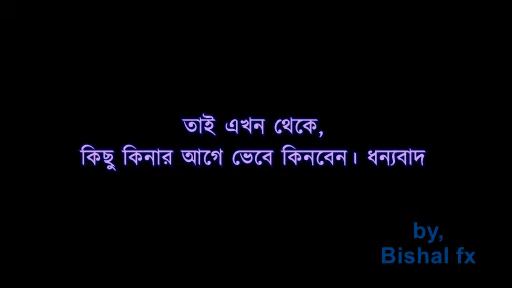 তাই এখন থেকে,
কিছু কিনার আগে ভেবে কিনবেন। ধন্যবাদ
by,
Bishal fx